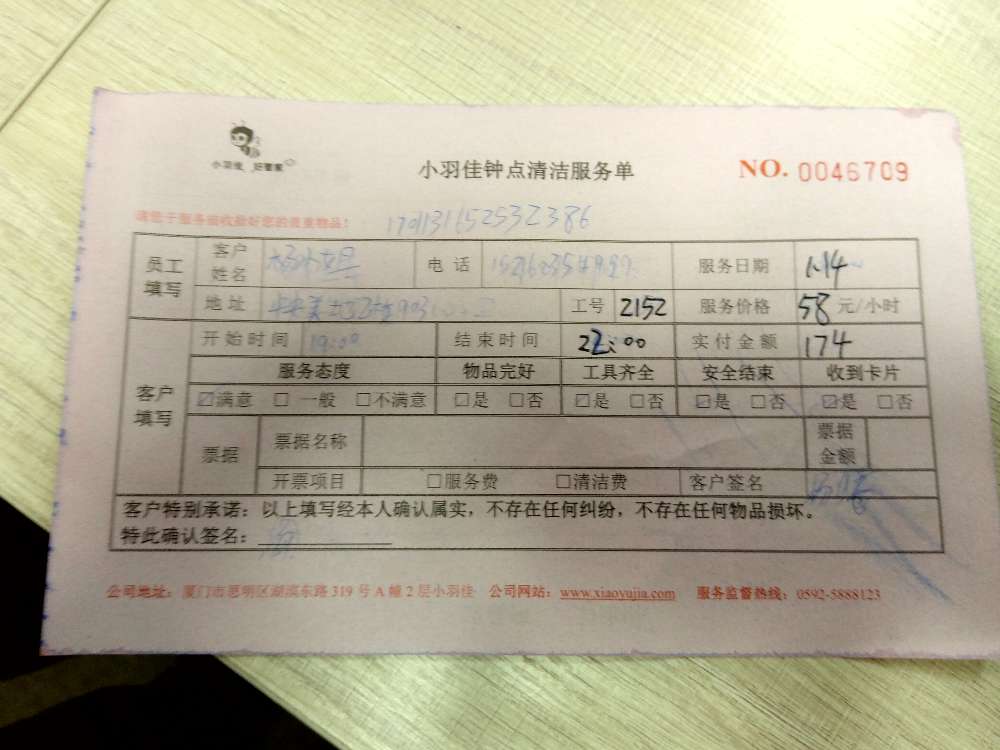 小羽佳 好管家
小羽佳钟点清洁服务单
NO. 0046709
请您于服务前收捡好您的贵重物品!
员工填写 客户姓名 电话 服务日期 1.14
地址 工号 2152 服务价格 58 元/小时
客户填写 开始时间 19:00 结束时间 22:00 实付金额 174
服务态度 物品完好 工具齐全 安全结束 收到卡片
☑满意 □一般 □不满意 ☑是 □否 ☑是 □否 ☑是 □否 ☑是 □否
票据 票据名称 票据金额
开票项目 □服务费 □清洁费 客户签名
客户特别承诺:以上填写经本人确认属实,不存在任何纠纷,不存在任何物品损坏。
特此确认签名:
公司地址:厦门市思明区湖滨东路319号A幢2层小羽佳 公司网站:www.xiaoyujia.com 服务监督热线:0592-5888123